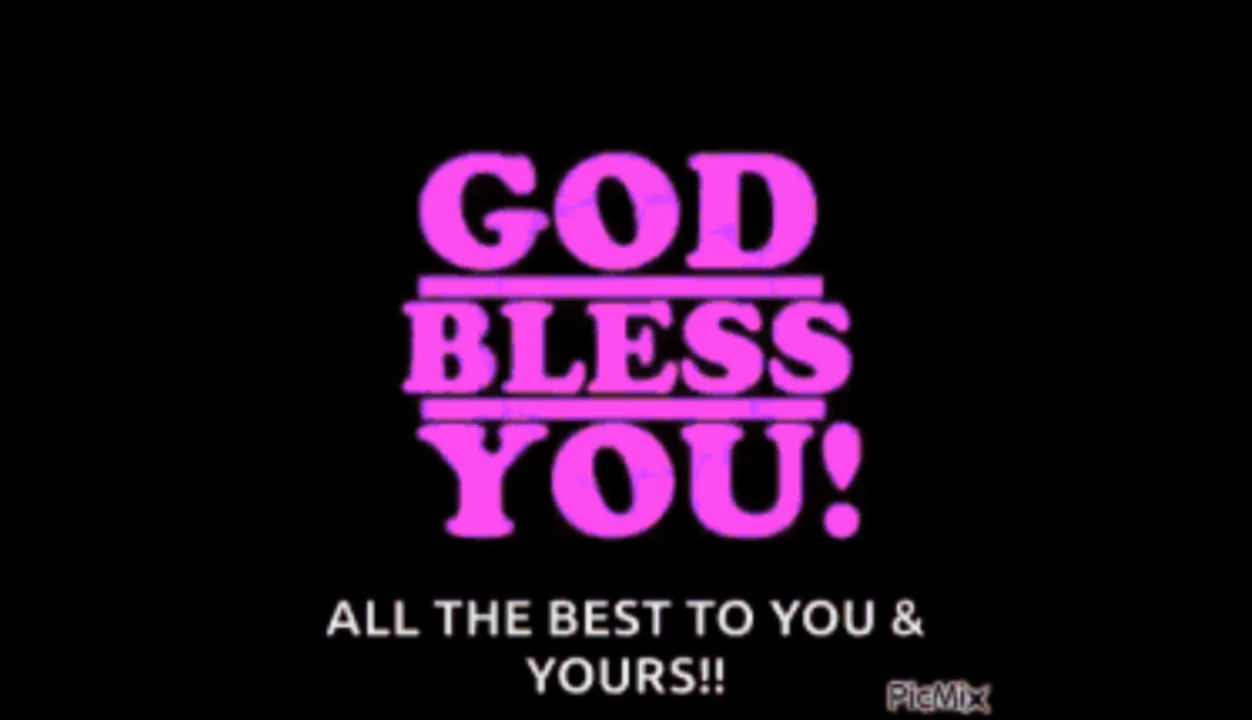 GOD
BLESS
YOU!
ALL THE BEST TO YOU &
YOURS!!
PicMix